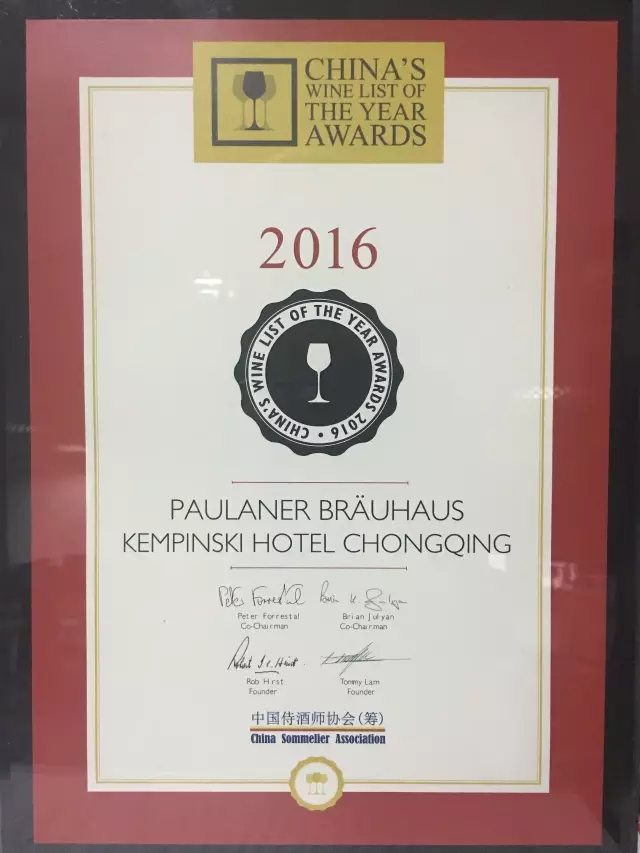 CHINA'S
WINE LIST OF
THE YEAR
AWARDS
2016
CHINA'S WINE LIST OF THE YEAR AWARDS 2016 •
PAULANER BRÄUHAUS
KEMPINSKI HOTEL CHONGQING
Peter Forrestal
Co-Chairman
Brian Julyan
Co-Chairman
Rob Hirst
Founder
Tommy Lam
Founder
中国侍酒师协会(筹)
China Sommelier Association